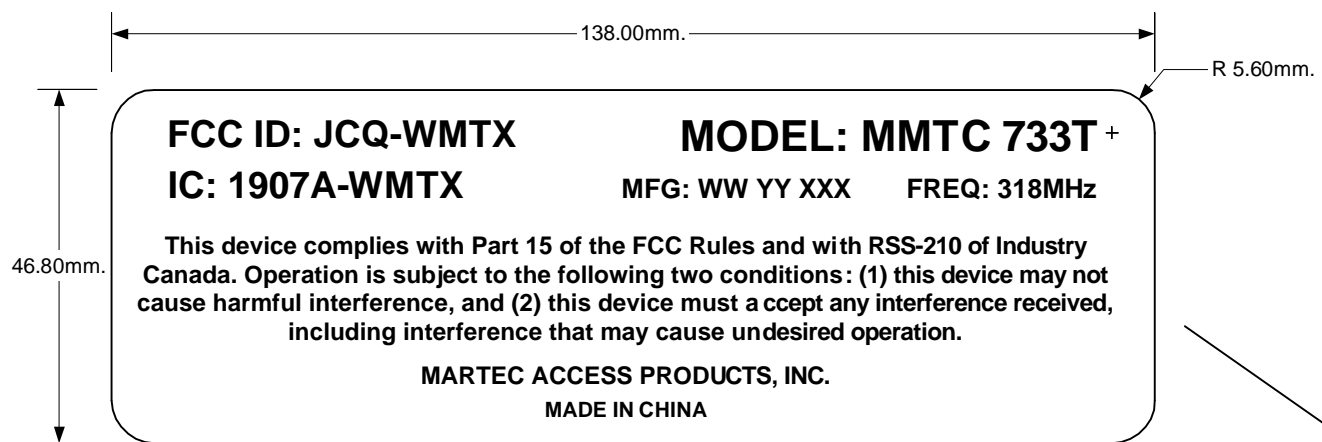 138.00mm.
R 5.60mm.
FCC ID: JCQ-WMTX
MODEL: MMTC 733T +
IC: 1907A-WMTX
MFG: WW YY XXX
FREQ: 318MHz
46.80mm.
This device complies with Part 15 of the FCC Rules and with RSS-210 of Industry
Canada. Operation is subject to the following two conditions: (1) this device may not
cause harmful interference, and (2) this device must accept any interference received,
including interference that may cause undesired operation.
MARTEC ACCESS PRODUCTS, INC.
MADE IN CHINA